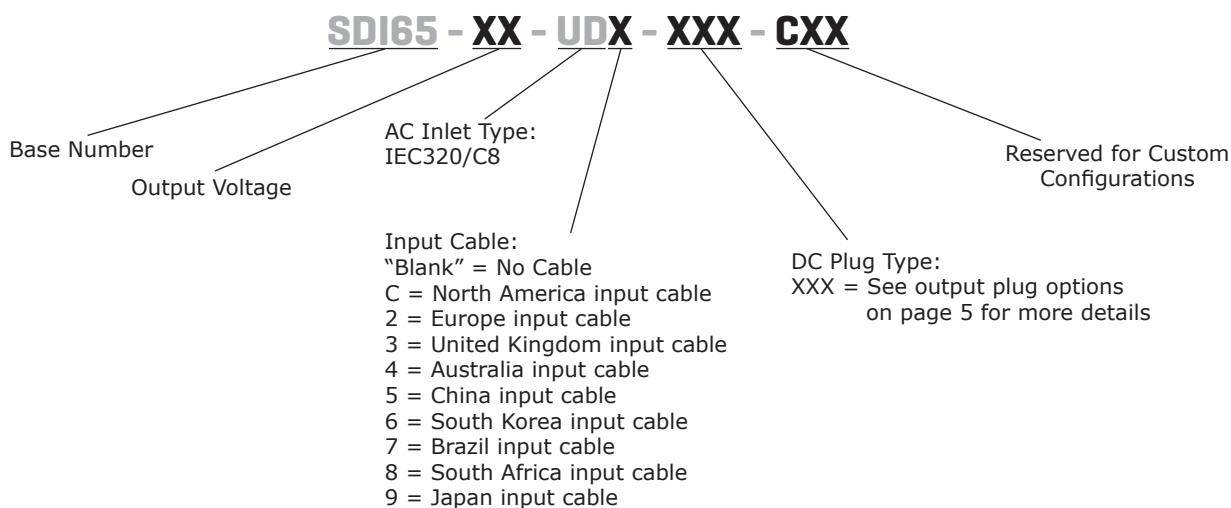 SDI65 - XX - UDX - XXX - CXX
Base Number
Output Voltage
AC Inlet Type:
IEC320/C8
Input Cable:
“Blank” = No Cable
C = North America input cable
2 = Europe input cable
3 = United Kingdom input cable
4 = Australia input cable
5 = China input cable
6 = South Korea input cable
7 = Brazil input cable
8 = South Africa input cable
9 = Japan input cable
DC Plug Type:
XXX = See output plug options
on page 5 for more details
Reserved for Custom
Configurations